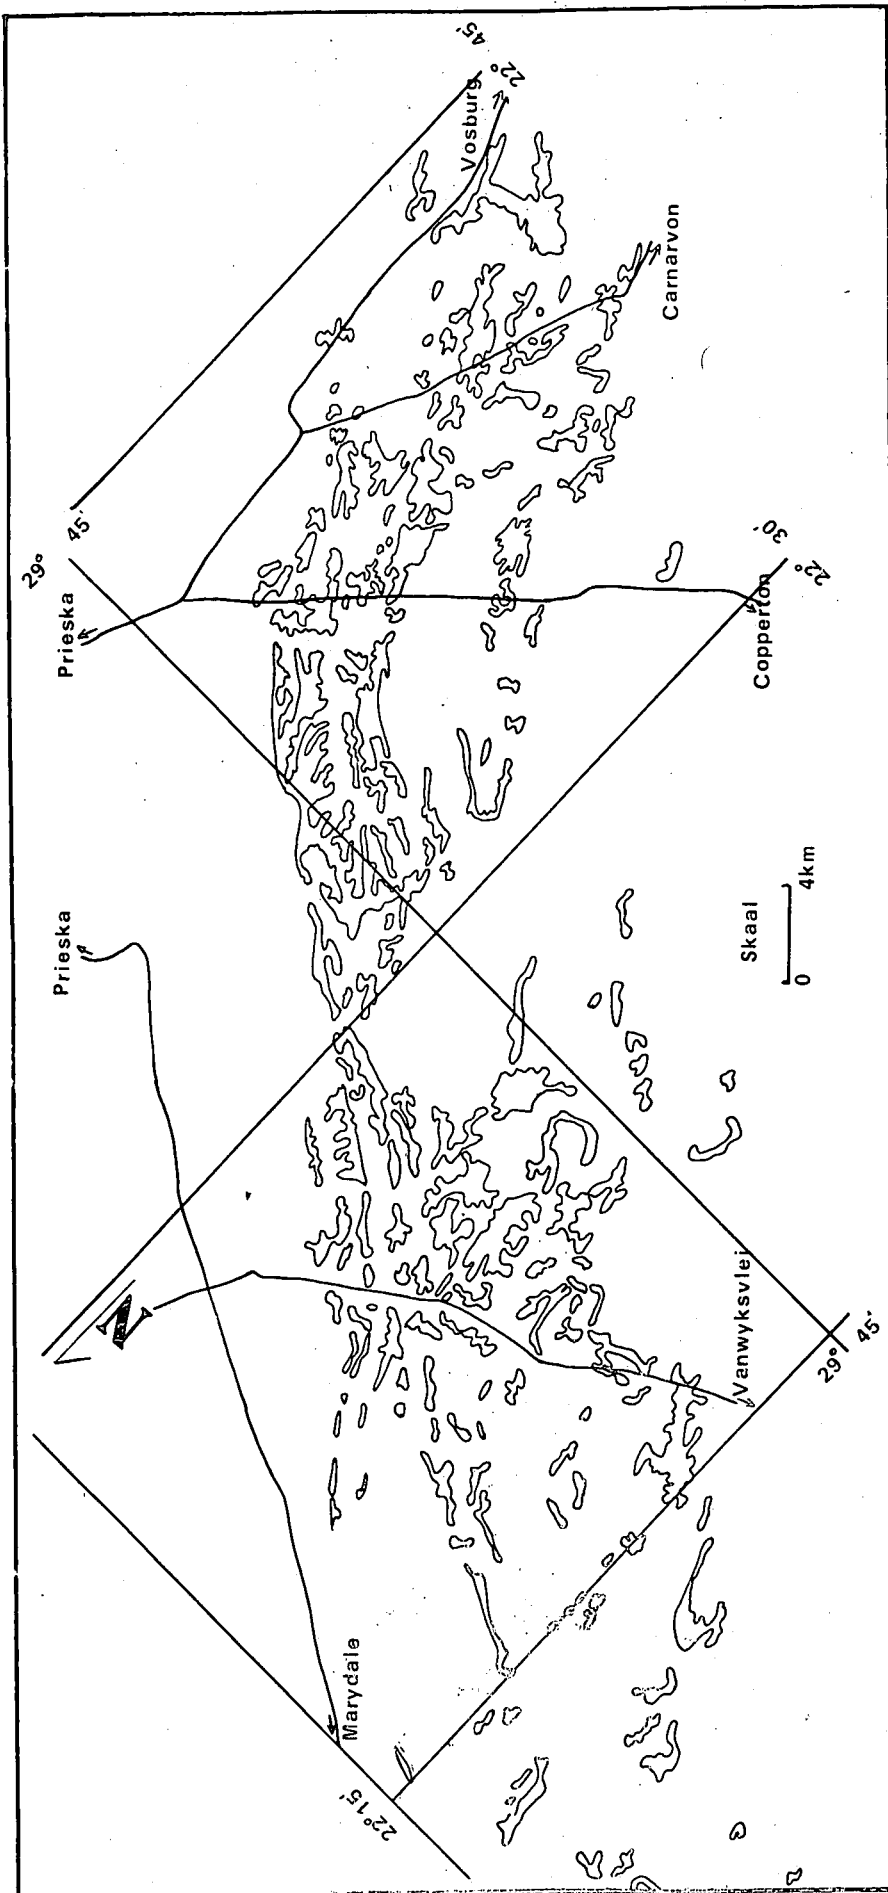 45'
22°
Vosburg
Carnarvon
29°
45'
Prieska
30'
22°
Copperton
Prieska
Skaal
0 4km
N
Vanwyksvlei
29°
45'
Marydale
22°15'